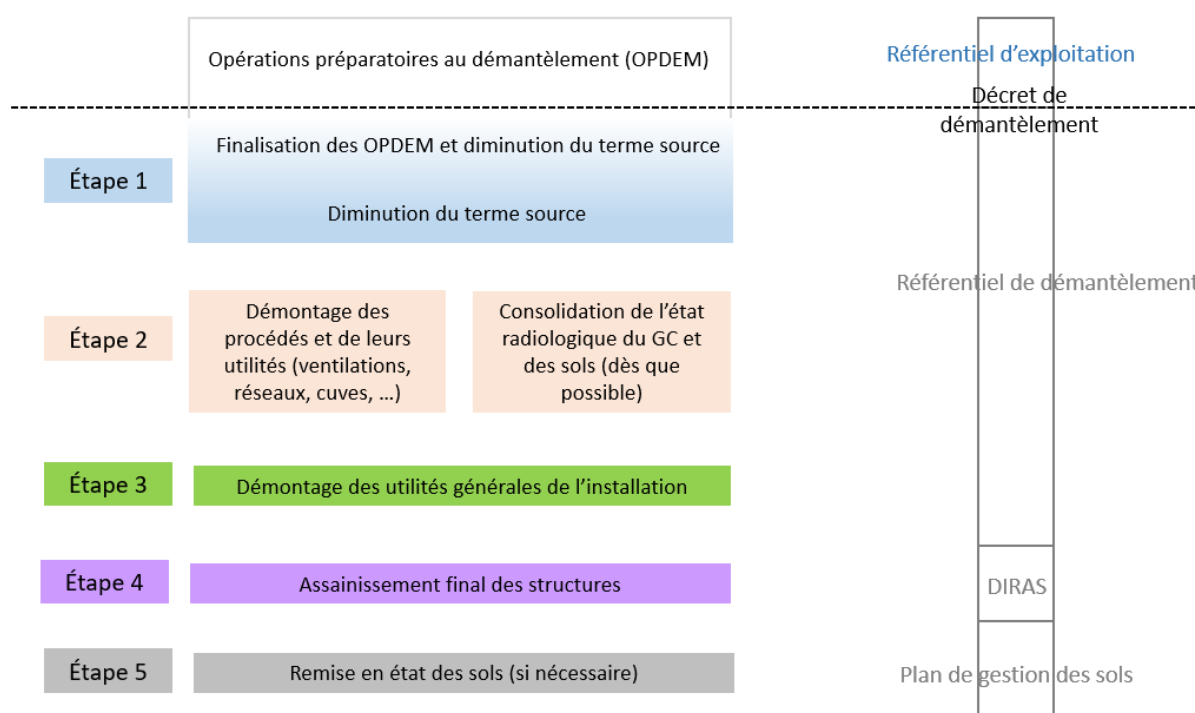 Opérations préparatoires au démantèlement (OPDEM)
Référentiel d’exploitation
Décret de
démantèlement
Étape 1
Finalisation des OPDEM et diminution du terme source
Diminution du terme source
Référentiel de démantèlement
Étape 2
Démontage des
procédés et de leurs
utilités (ventilations,
réseaux, cuves, …)
Consolidation de l’état
radiologique du GC et
des sols (dès que
possible)
Étape 3
Démontage des utilités générales de l’installation
Étape 4
Assainissement final des structures
DIRAS
Étape 5
Remise en état des sols (si nécessaire)
Plan de gestion des sols